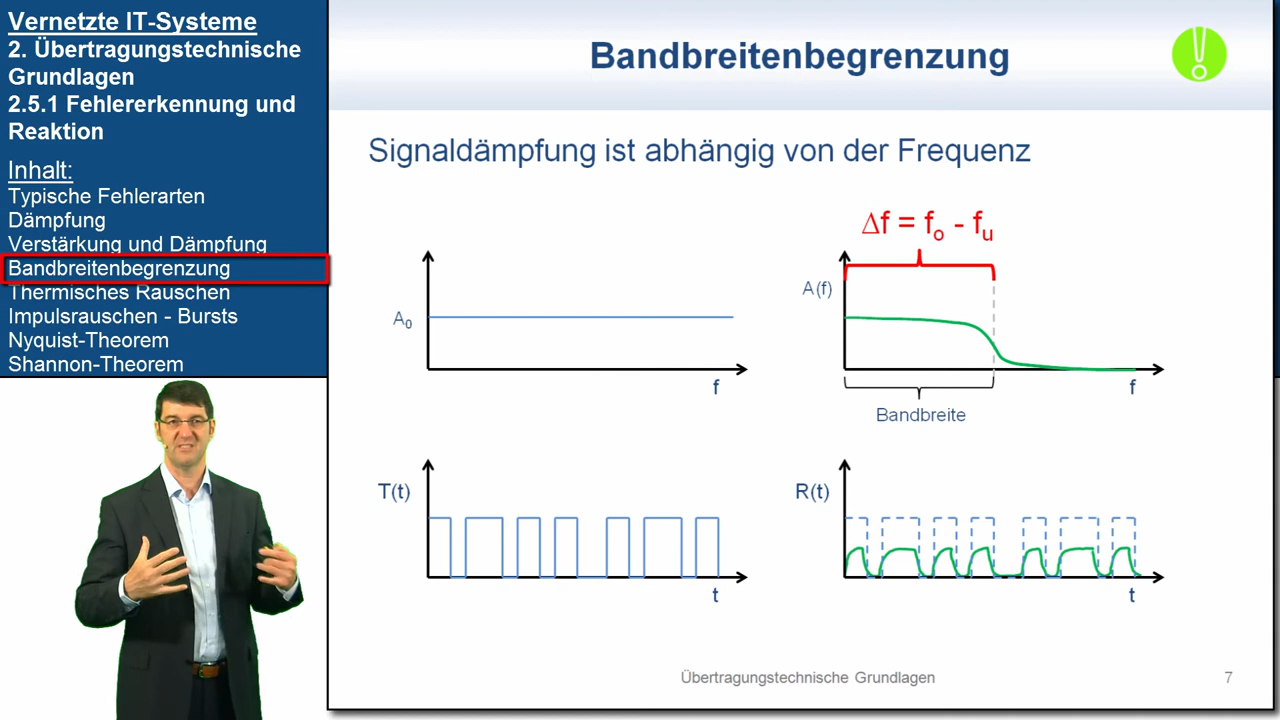 Vernetzte IT-Systeme
2. Übertragungstechnische
Grundlagen
2.5.1 Fehlererkennung und
Reaktion
Inhalt:
Typische Fehlerarten
Dämpfung
Verstärkung und Dämpfung
Bandbreitenbegrenzung
Thermisches Rauschen
Impulsrauschen - Bursts
Nyquist-Theorem
Shannon-Theorem
Bandbreitenbegrenzung
Signaldämpfung ist abhängig von der Frequenz
A₀
f
Δf = fₒ - fᵤ
A(f)
f
Bandbreite
T(t)
t
R(t)
t
Übertragungstechnische Grundlagen
7